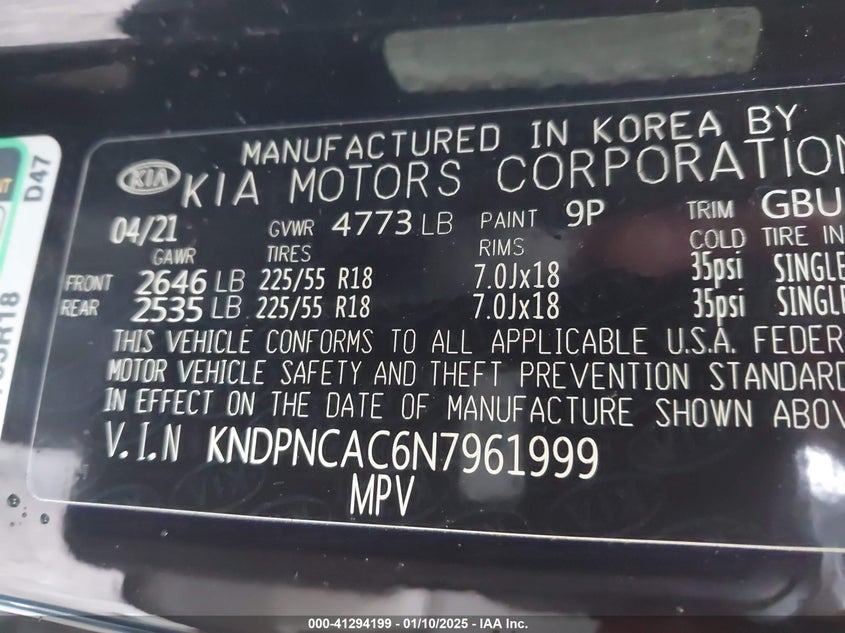 MANUFACTURED IN KOREA BY
KIA KIA MOTORS CORPORATION
04/21 GVWR 4773 LB PAINT 9P TRIM GBU
GAWR TIRES RIMS COLD TIRE IN
FRONT 2646 LB 225/55 R18 7.0Jx18 35psi SINGLE
REAR 2535 LB 225/55 R18 7.0Jx18 35psi SINGLE
THIS VEHICLE CONFORMS TO ALL APPLICABLE U.S.A. FEDER
MOTOR VEHICLE SAFETY AND THEFT PREVENTION STANDARD
IN EFFECT ON THE DATE OF MANUFACTURE SHOWN ABOV
V.I.N KNDPNCAC6N7961999
MPV
D47
000-41294199 - 01/10/2025 - IAA Inc.